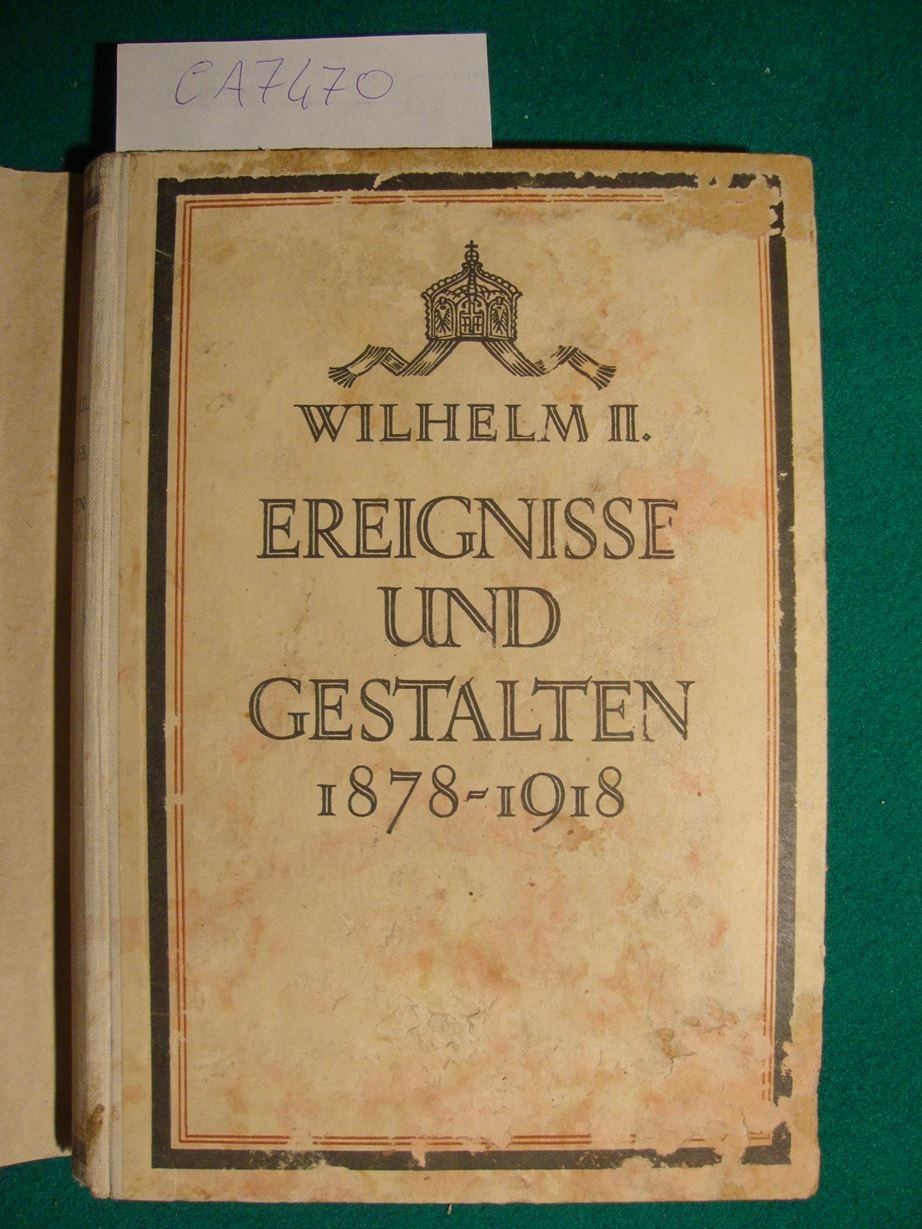 CA7470
WILHELM II.
EREIGNISSE
UND
GESTALTEN
1878-1918